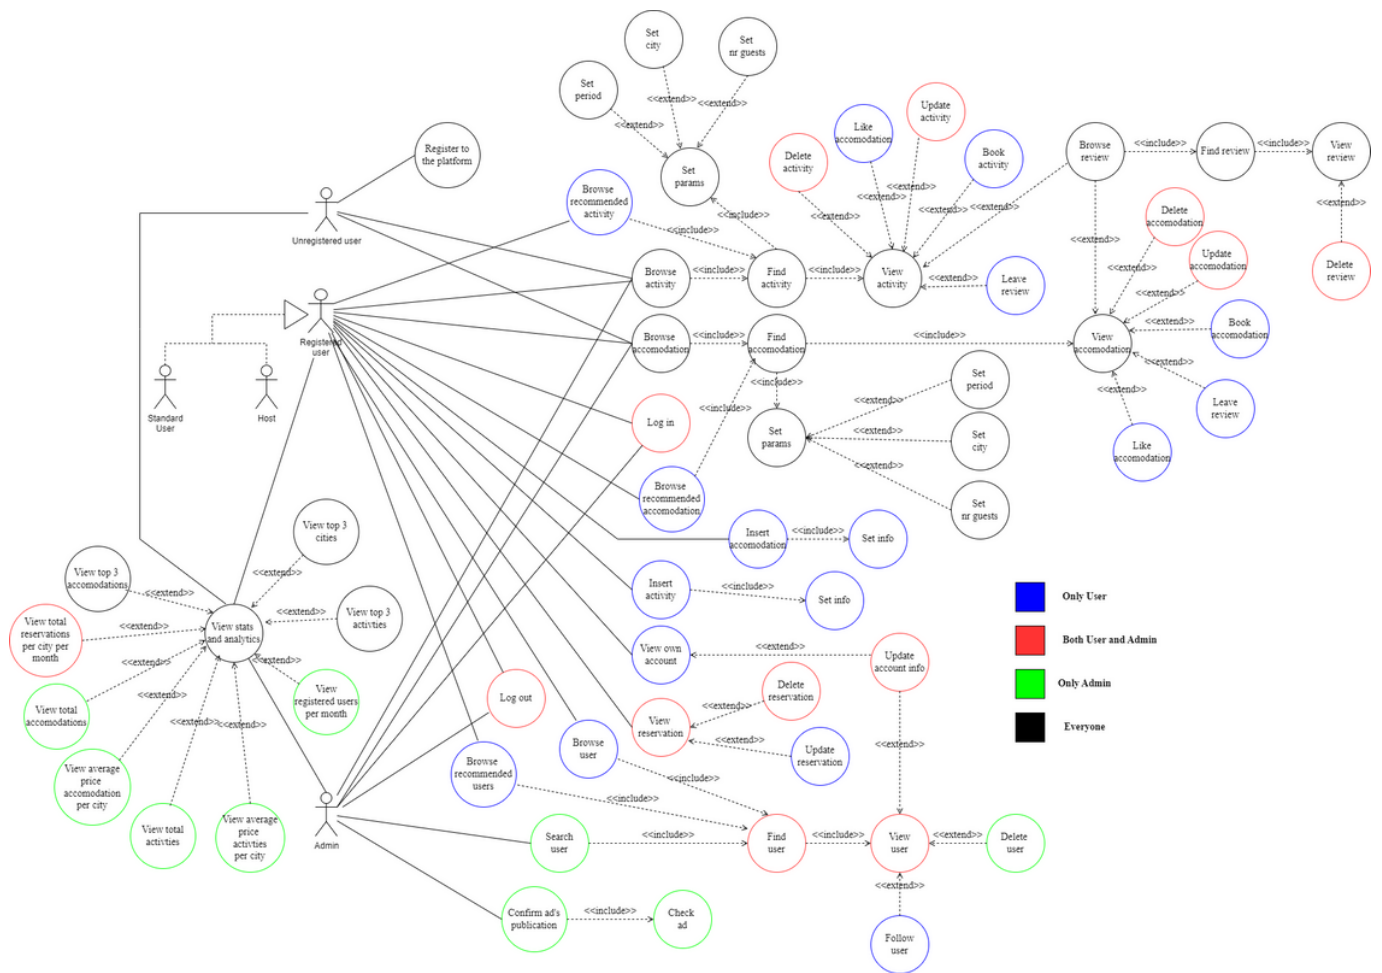 Set
city
Set
nr guests
Set
period
<<extend>>
<<extend>>
<<extend>>
Register to
the platform
Set
params
Delete
activity
Like
accomodation
Update
activity
Book
activity
Browse
review
<<include>>
Find review
<<include>>
View
review
<<extend>>
<<extend>>
<<extend>>
<<extend>>
<<extend>>
<<extend>>
Unregistered user
Browse
recommended
activity
<<include>>
<<include>>
Delete
accomodation
<<extend>>
<<extend>>
Update
accomodation
<<extend>>
Delete
review
Browse
activity
<<include>>
Find
activity
<<include>>
View
activity
<<extend>>
Leave
review
Registered
user
Browse
accomodation
<<include>>
Find
accomodation
<<include>>
View
accomodation
<<extend>>
Book
accomodation
<<extend>>
Leave
review
<<extend>>
Like
accomodation
Standard
User
Host
<<include>>
<<include>>
Set
period
<<extend>>
Log in
Set
params
<<extend>>
Set
city
<<extend>>
Set
nr guests
Browse
recommended
accomodation
Insert
accomodation
<<include>>
Set info
Insert
activity
<<include>>
Set info
View top 3
cities
<<extend>>
View top 3
accomodations
<<extend>>
View top 3
activties
<<extend>>
View total
reservations
per city per
month
<<extend>>
View stats
and analytics
View total
accomodations
<<extend>>
<<extend>>
View
registered users
per month
View average
price
accomodation
per city
<<extend>>
<<extend>>
<<extend>>
View total
activties
View average
price
activties
per city
View own
account
<<extend>>
Update
account info
Log out
View
reservation
<<extend>>
Delete
reservation
<<extend>>
Update
reservation
<<extend>>
Browse
user
Browse
recommended
users
<<include>>
<<include>>
Admin
Search
user
<<include>>
Find
user
<<include>>
View
user
<<extend>>
Delete
user
<<extend>>
Follow
user
Confirm ad's
publication
<<include>>
Check
ad
Only User
Both User and Admin
Only Admin
Everyone